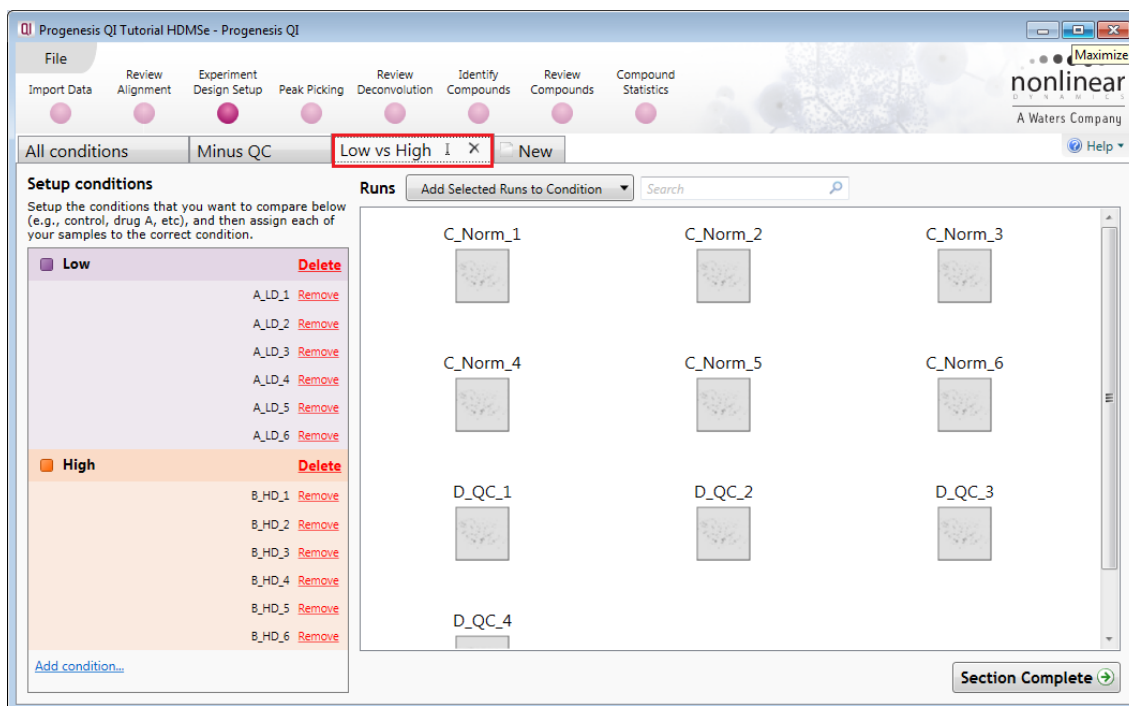 QI Progenesis QI Tutorial HDMSe - Progenesis QI
File
Maximize
Import Data
Review Alignment
Experiment Design Setup
Peak Picking
Review Deconvolution
Identify Compounds
Review Compounds
Compound Statistics
nonlinear
DYNAMICS
A Waters Company
All conditions
Minus QC
Low vs High
New
Help
Setup conditions
Setup the conditions that you want to compare below
(e.g., control, drug A, etc), and then assign each of
your samples to the correct condition.
Low Delete
A_LD_1 Remove
A_LD_2 Remove
A_LD_3 Remove
A_LD_4 Remove
A_LD_5 Remove
A_LD_6 Remove
High Delete
B_HD_1 Remove
B_HD_2 Remove
B_HD_3 Remove
B_HD_4 Remove
B_HD_5 Remove
B_HD_6 Remove
Add condition...
Runs Add Selected Runs to Condition Search
C_Norm_1 C_Norm_2 C_Norm_3
C_Norm_4 C_Norm_5 C_Norm_6
D_QC_1 D_QC_2 D_QC_3
D_QC_4
Section Complete